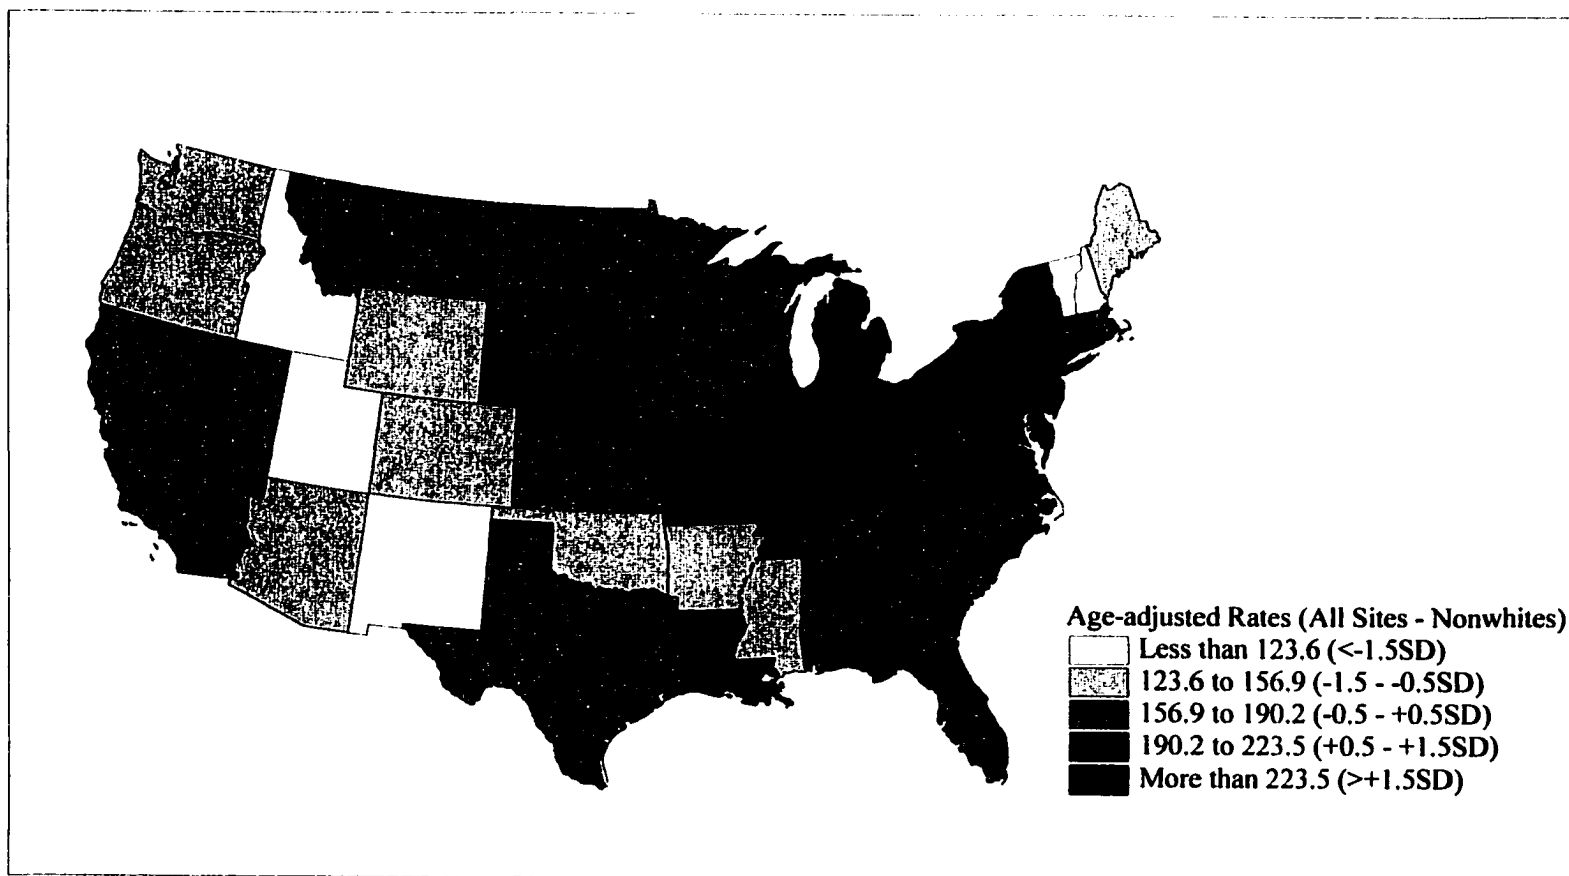 Age-adjusted Rates (All Sites - Nonwhites)
Less than 123.6 (<-1.5SD)
123.6 to 156.9 (-1.5 - -0.5SD)
156.9 to 190.2 (-0.5 - +0.5SD)
190.2 to 223.5 (+0.5 - +1.5SD)
More than 223.5 (>+1.5SD)